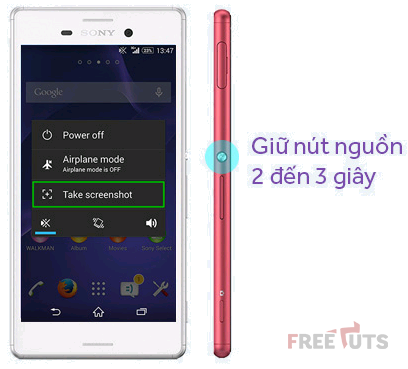 SONY
23%
13:47
Google
Power off
Airplane mode
Airplane mode is OFF
Take screenshot
WALKMAN Album Movies Sony Select
Giữ nút nguồn
2 đến 3 giây
FREETUTS